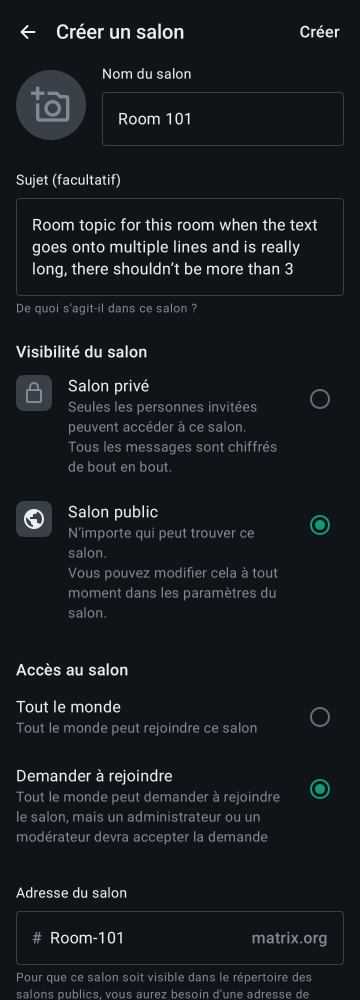 Créer un salon
Créer
Nom du salon
Room 101
Sujet (facultatif)
Room topic for this room when the text
goes onto multiple lines and is really
long, there shouldn’t be more than 3
De quoi s’agit-il dans ce salon ?
Visibilité du salon
Salon privé
Seules les personnes invitées
peuvent accéder à ce salon.
Tous les messages sont chiffrés
de bout en bout.
Salon public
N’importe qui peut trouver ce
salon.
Vous pouvez modifier cela à tout
moment dans les paramètres du
salon.
Accès au salon
Tout le monde
Tout le monde peut rejoindre ce salon
Demander à rejoindre
Tout le monde peut demander à rejoindre
le salon, mais un administrateur ou un
modérateur devra accepter la demande
Adresse du salon
# Room-101 matrix.org
Pour que ce salon soit visible dans le répertoire des
salons publics, vous aurez besoin d’une adresse de